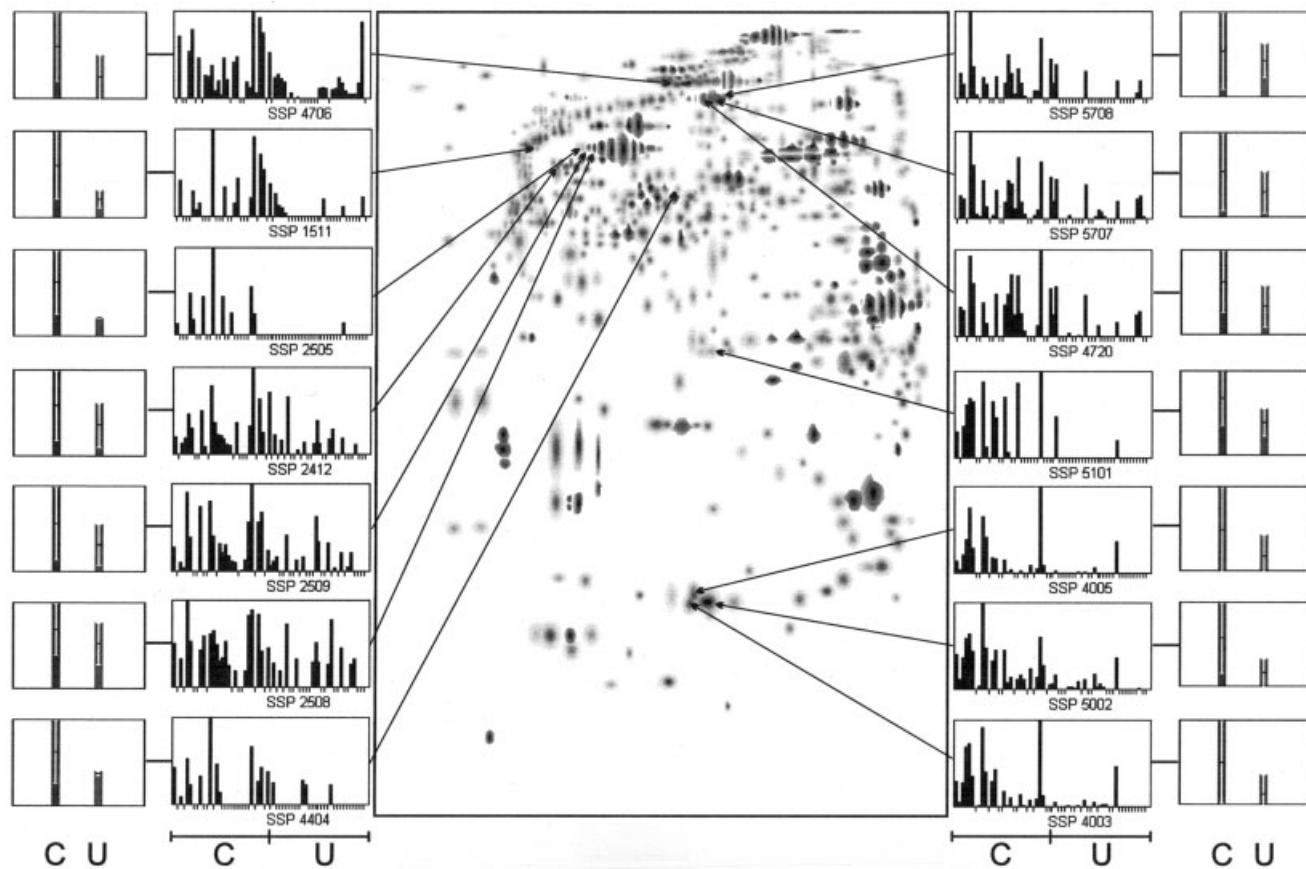 SSP 4706
SSP 1511
SSP 2505
SSP 2412
SSP 2509
SSP 2508
SSP 4404
C U
C U
SSP 5708
SSP 5707
SSP 4720
SSP 5101
SSP 4005
SSP 5002
SSP 4003
C U
C U